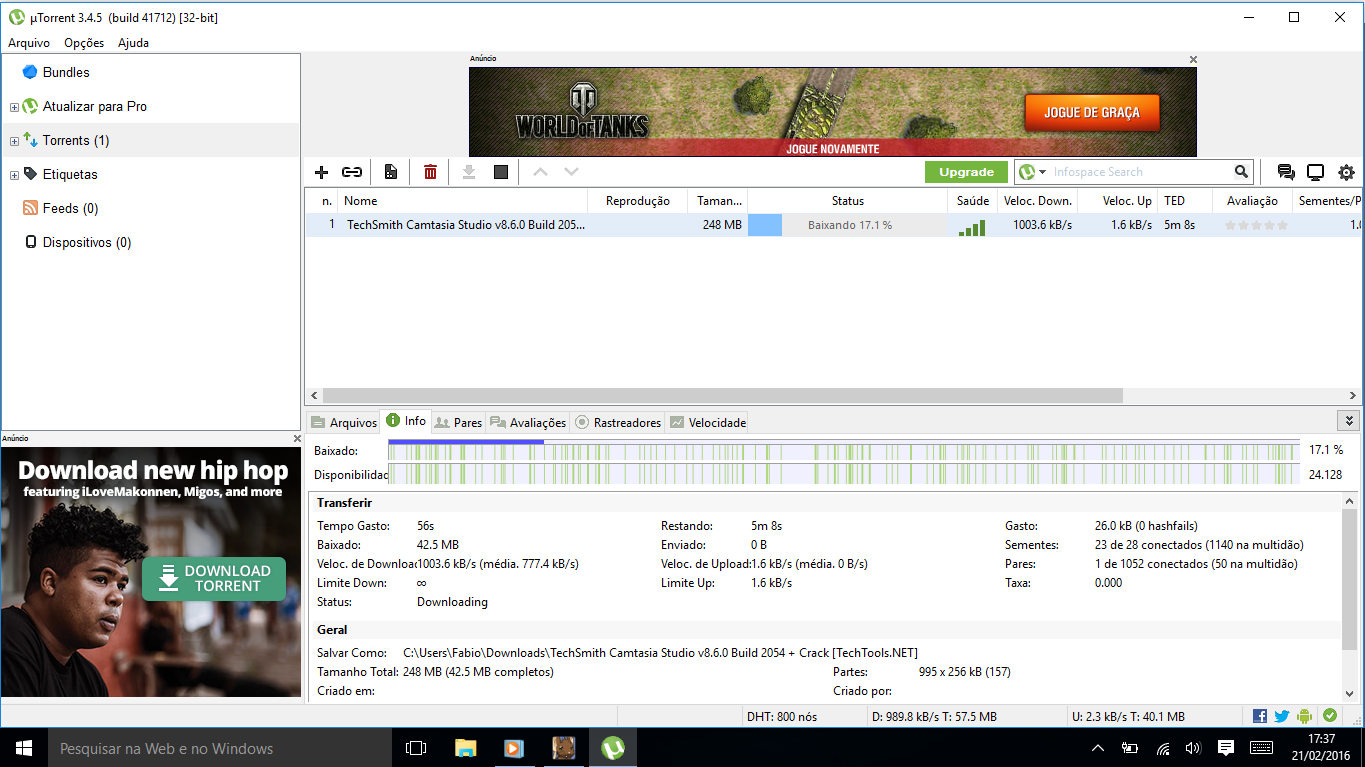 µTorrent 3.4.5 (build 41712) [32-bit]
Arquivo Opções Ajuda
Bundles
Atualizar para Pro
Torrents (1)
Etiquetas
Feeds (0)
Dispositivos (0)
Anúncio
WORLD OF TANKS
JOGUE DE GRAÇA
JOGUE NOVAMENTE
Upgrade Infospace Search
n. Nome Reprodução Taman... Status Saúde Veloc. Down. Veloc. Up TED Avaliação Sementes/P
1 TechSmith Camtasia Studio v8.6.0 Build 205... 248 MB Baixando 17.1 % 1003.6 kB/s 1.6 kB/s 5m 8s 1.0
Anúncio
Download new hip hop
featuring iLoveMakonnen, Migos, and more
DOWNLOAD
TORRENT
Arquivos Info Pares Avaliações Rastreadores Velocidade
Baixado: 17.1 %
Disponibilidac 24.128
Transferir
Tempo Gasto: 56s Restando: 5m 8s Gasto: 26.0 kB (0 hashfails)
Baixado: 42.5 MB Enviado: 0 B Sementes: 23 de 28 conectados (1140 na multidão)
Veloc. de Downloac 1003.6 kB/s (média. 777.4 kB/s) Veloc. de Upload: 1.6 kB/s (média. 0 B/s) Pares: 1 de 1052 conectados (50 na multidão)
Limite Down: ∞ Limite Up: 1.6 kB/s Taxa: 0.000
Status: Downloading
Geral
Salvar Como: C:\Users\Fabio\Downloads\TechSmith Camtasia Studio v8.6.0 Build 2054 + Crack [TechTools.NET]
Tamanho Total: 248 MB (42.5 MB completos) Partes: 995 x 256 kB (157)
Criado em: Criado por:
DHT: 800 nós D: 989.8 kB/s T: 57.5 MB U: 2.3 kB/s T: 40.1 MB
Pesquisar na Web e no Windows
17:37
21/02/2016